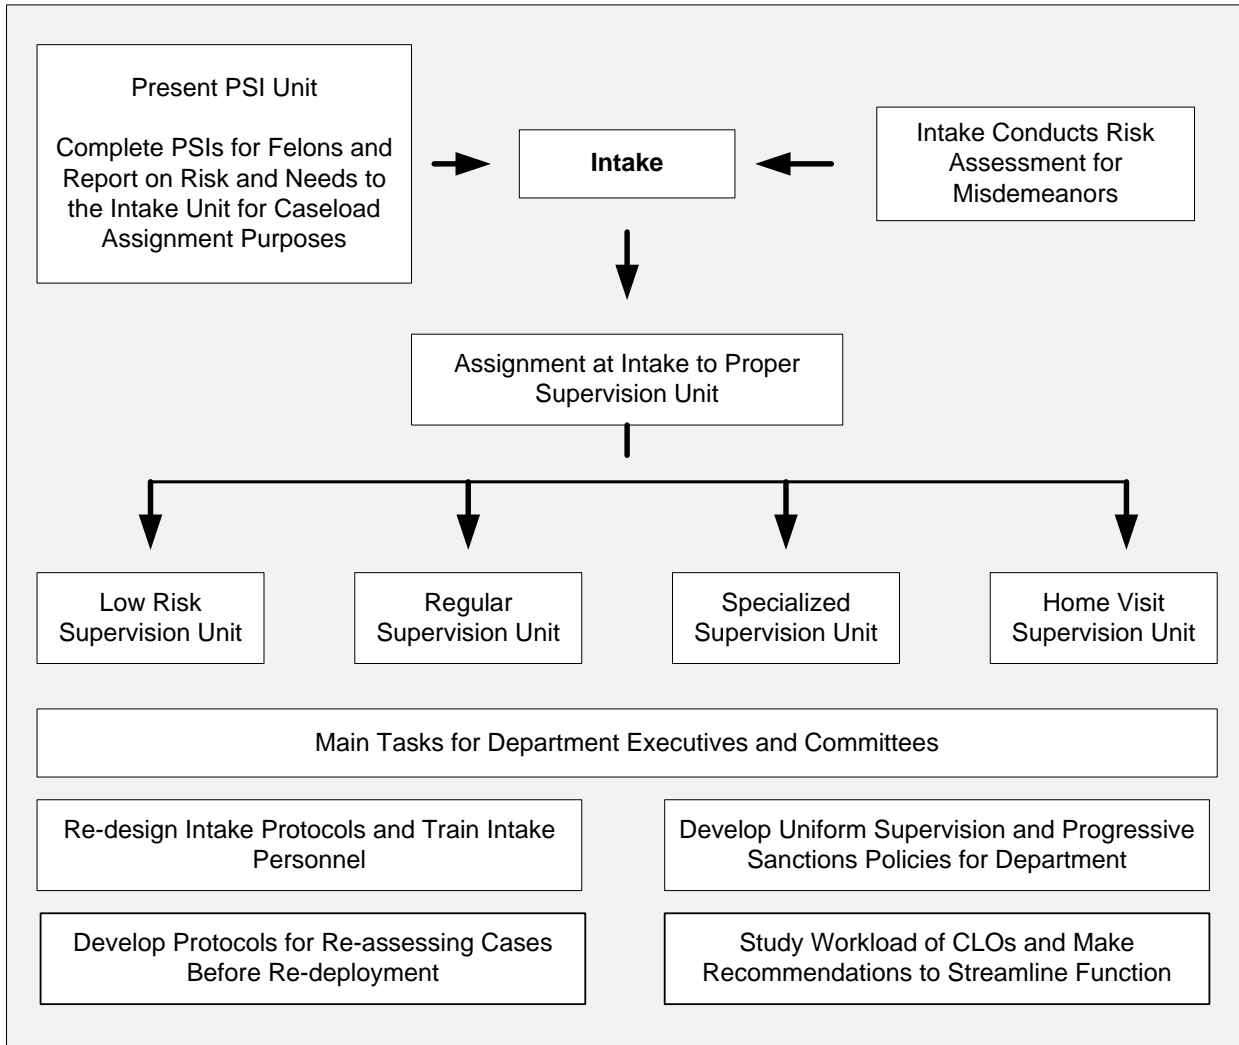 Present PSI Unit
Complete PSIs for Felons and
Report on Risk and Needs to
the Intake Unit for Caseload
Assignment Purposes
Intake
Intake Conducts Risk
Assessment for
Misdemeanors
Assignment at Intake to Proper
Supervision Unit
Low Risk
Supervision Unit
Regular
Supervision Unit
Specialized
Supervision Unit
Home Visit
Supervision Unit
Main Tasks for Department Executives and Committees
Re-design Intake Protocols and Train Intake
Personnel
Develop Uniform Supervision and Progressive
Sanctions Policies for Department
Develop Protocols for Re-assessing Cases
Before Re-deployment
Study Workload of CLOs and Make
Recommendations to Streamline Function